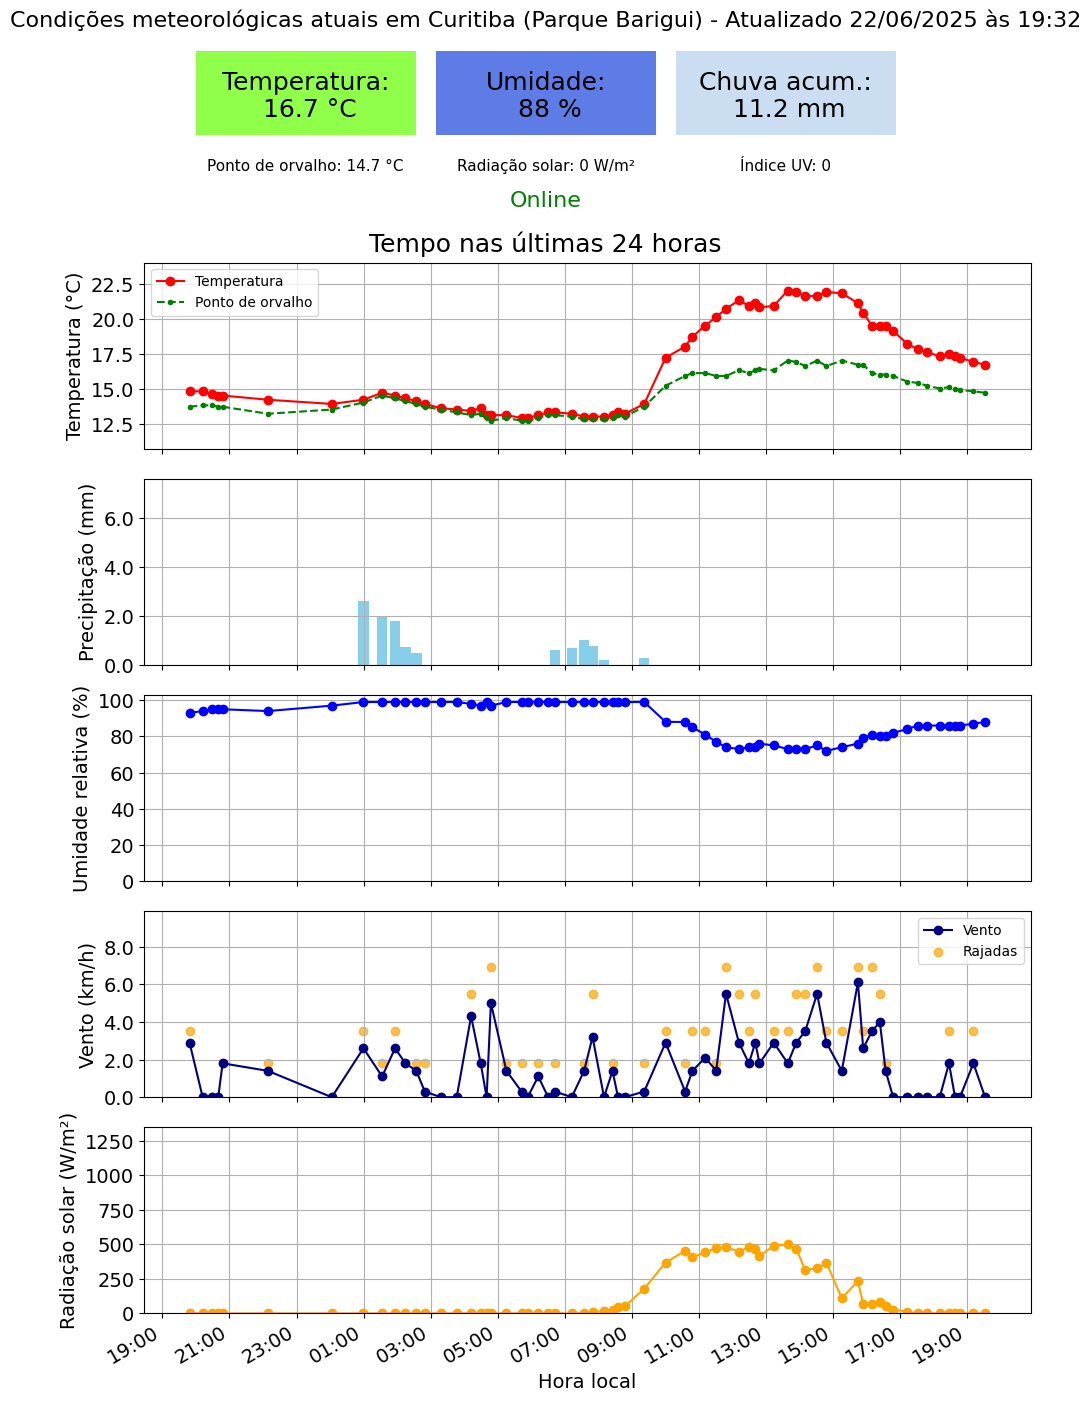 Condições meteorológicas atuais em Curitiba (Parque Barigui) - Atualizado 22/06/2025 às 19:32
Temperatura:
16.7 °C
Umidade:
88 %
Chuva acum.:
11.2 mm
Ponto de orvalho: 14.7 °C
Radiação solar: 0 W/m²
Índice UV: 0
Online
Tempo nas últimas 24 horas
Temperatura (°C)
22.5
20.0
17.5
15.0
12.5
Temperatura
Ponto de orvalho
Precipitação (mm)
6.0
4.0
2.0
0.0
Umidade relativa (%)
100
80
60
40
20
0
Vento (km/h)
8.0
6.0
4.0
2.0
0.0
Vento
Rajadas
Radiação solar (W/m²)
1250
1000
750
500
250
0
19:00
21:00
23:00
01:00
03:00
05:00
07:00
09:00
11:00
13:00
15:00
17:00
19:00
Hora local